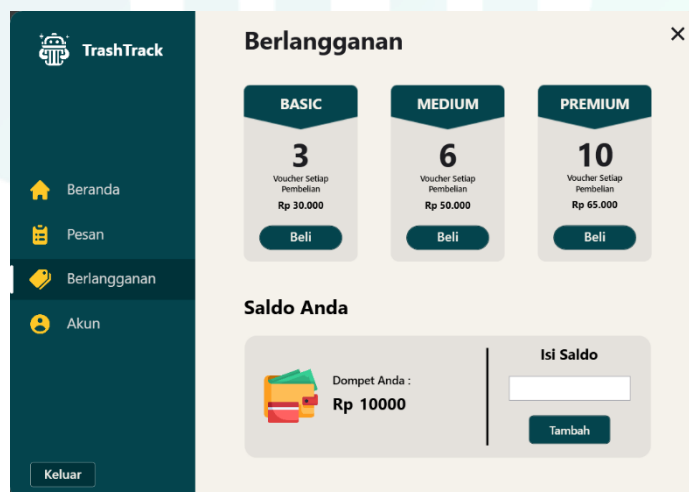 TrashTrack
Beranda
Pesan
Berlangganan
Akun
Keluar
Berlangganan
BASIC
3
Voucher Setiap
Pembelian
Rp 30.000
Beli
MEDIUM
6
Voucher Setiap
Pembelian
Rp 50.000
Beli
PREMIUM
10
Voucher Setiap
Pembelian
Rp 65.000
Beli
Saldo Anda
Dompet Anda :
Rp 10000
Isi Saldo
Tambah